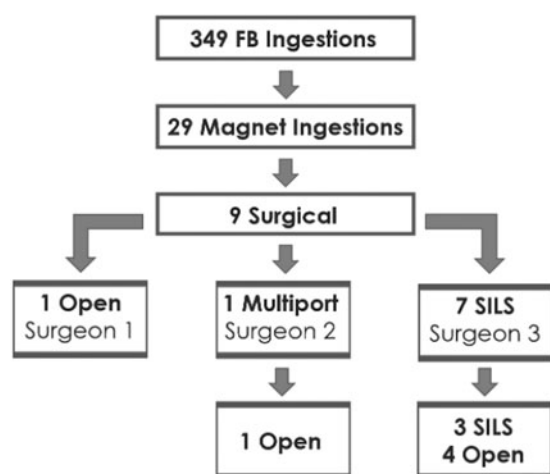 349 FB Ingestions
29 Magnet Ingestions
9 Surgical
1 Open
Surgeon 1
1 Multiport
Surgeon 2
7 SILS
Surgeon 3
1 Open
3 SILS
4 Open